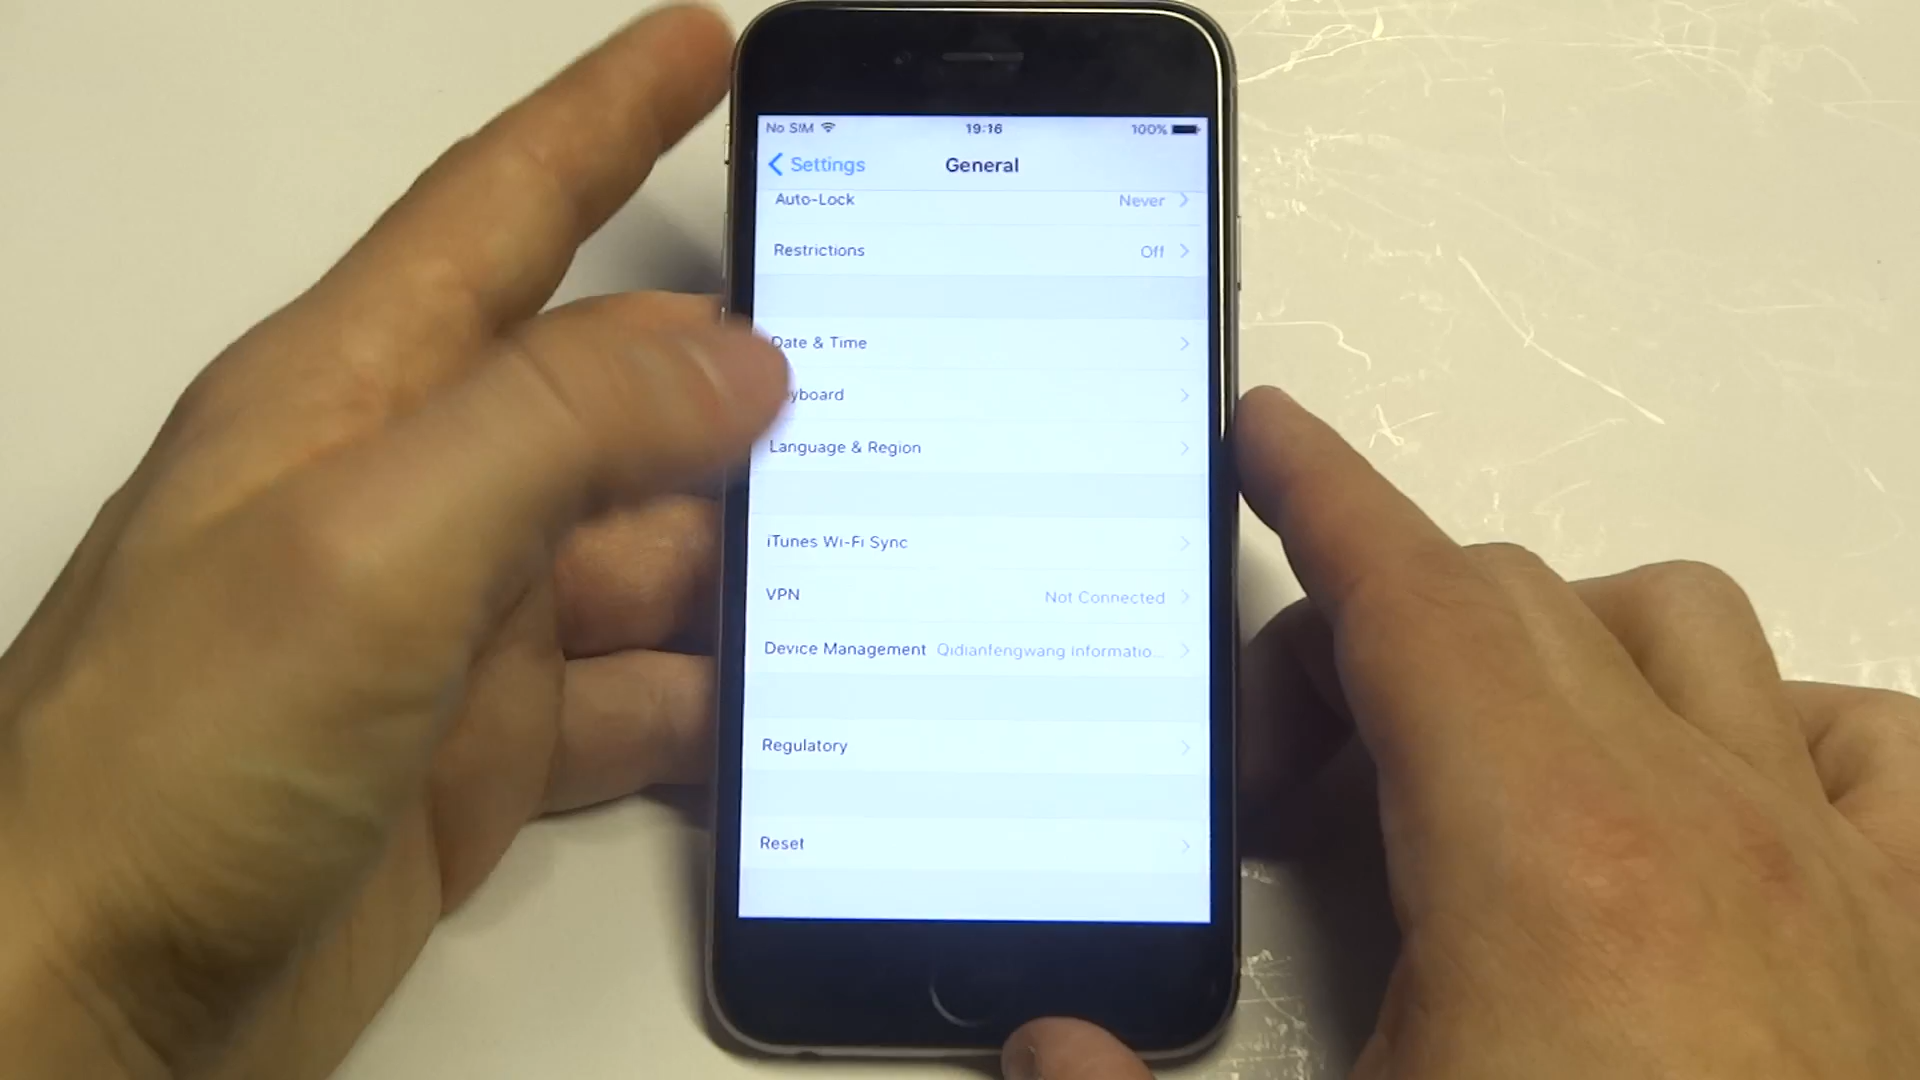 No SIM 19:16 100%
Settings General
Auto-Lock Never
Restrictions Off
Date & Time
yboard
Language & Region
iTunes Wi-Fi Sync
VPN Not Connected
Device Management Qidianfengwang Informatio...
Regulatory
Reset